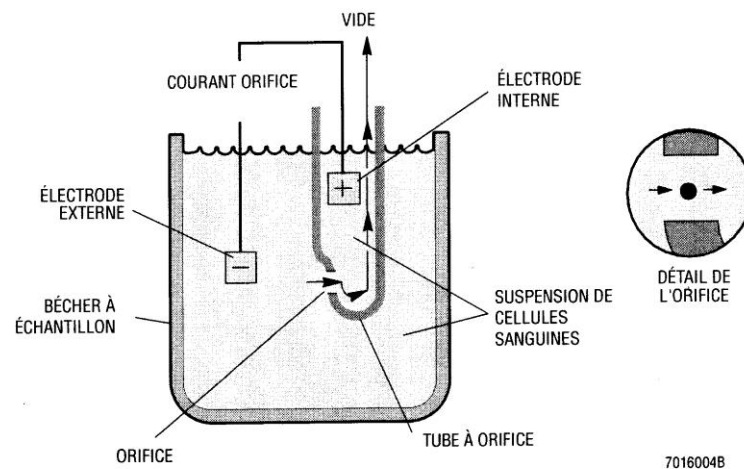 VIDE
COURANT ORIFICE
ÉLECTRODE
INTERNE
ÉLECTRODE
EXTERNE
+
−
BÉCHER À
ÉCHANTILLON
SUSPENSION DE
CELLULES
SANGUINES
DÉTAIL DE
L'ORIFICE
ORIFICE
TUBE À ORIFICE
7016004B